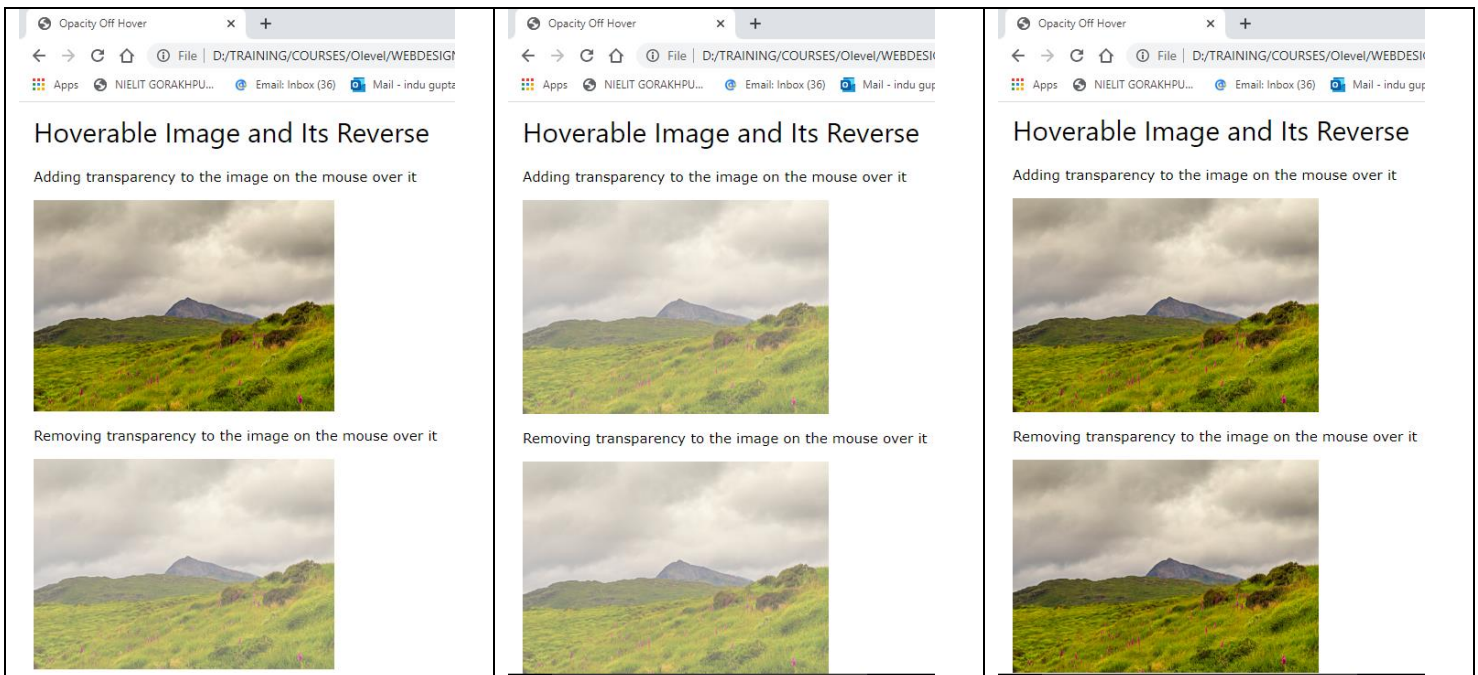 Opacity Off Hover
File | D:/TRAINING/COURSES/Olevel/WEBDESIGN
Apps NIELIT GORAKHPU... Email: Inbox (36) Mail - indu gupta
Hoverable Image and Its Reverse
Adding transparency to the image on the mouse over it
Removing transparency to the image on the mouse over it
Opacity Off Hover
File | D:/TRAINING/COURSES/Olevel/WEBDESI
Apps NIELIT GORAKHPU... Email: Inbox (36) Mail - indu gup
Hoverable Image and Its Reverse
Adding transparency to the image on the mouse over it
Removing transparency to the image on the mouse over it
Opacity Off Hover
File | D:/TRAINING/COURSES/Olevel/WEBDESI
Apps NIELIT GORAKHPU... Email: Inbox (36) Mail - indu gup
Hoverable Image and Its Reverse
Adding transparency to the image on the mouse over it
Removing transparency to the image on the mouse over it